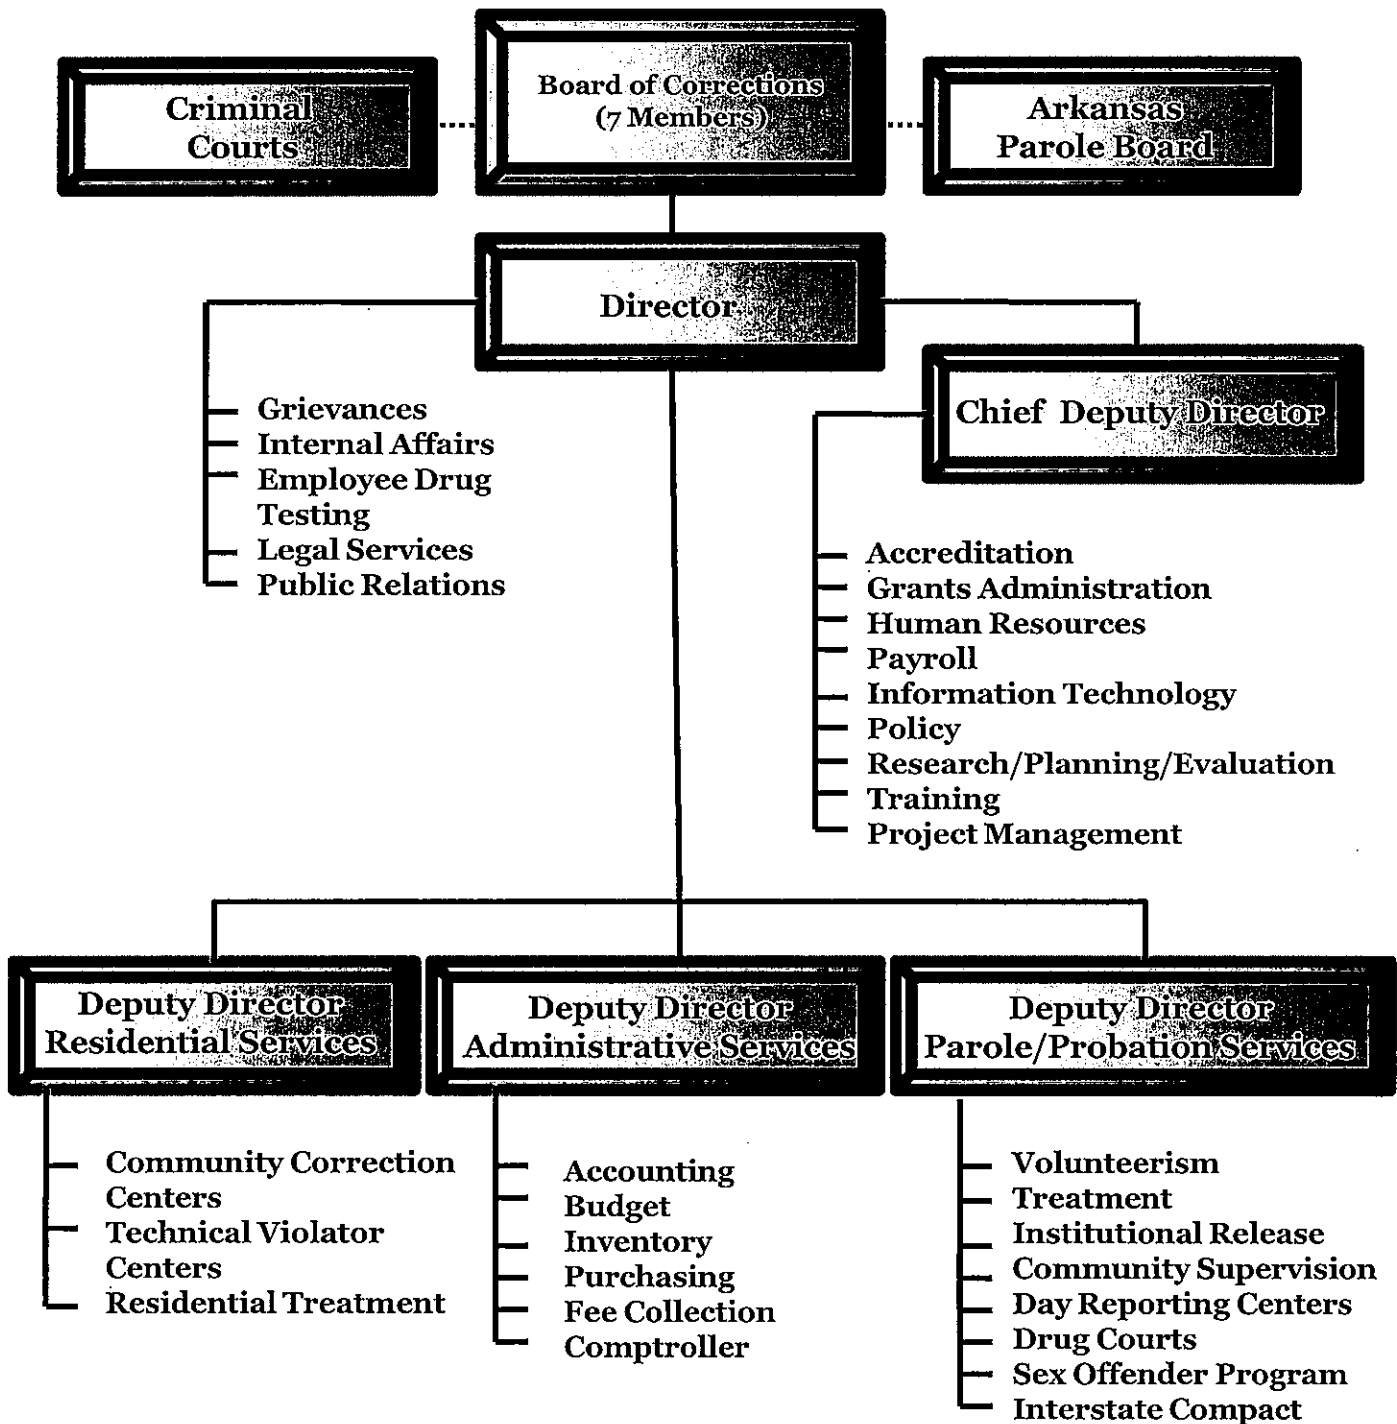 Board of Corrections
(7 Members)
Criminal
Courts
Arkansas
Parole Board
Director
Grievances
Internal Affairs
Employee Drug
Testing
Legal Services
Public Relations
Chief Deputy Director
Accreditation
Grants Administration
Human Resources
Payroll
Information Technology
Policy
Research/Planning/Evaluation
Training
Project Management
Deputy Director
Residential Services
Community Correction
Centers
Technical Violator
Centers
Residential Treatment
Deputy Director
Administrative Services
Accounting
Budget
Inventory
Purchasing
Fee Collection
Comptroller
Deputy Director
Parole/Probation Services
Volunteerism
Treatment
Institutional Release
Community Supervision
Day Reporting Centers
Drug Courts
Sex Offender Program
Interstate Compact